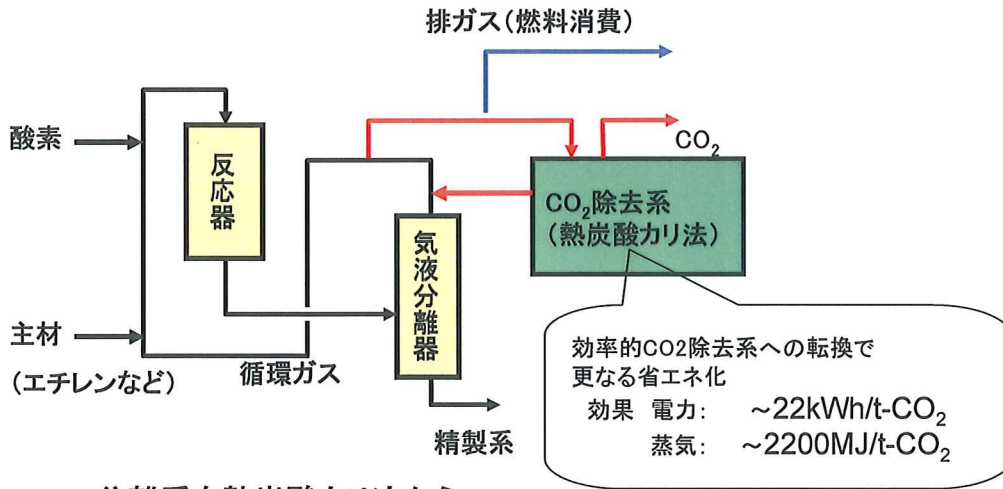 排ガス(燃料消費)
酸素
反応器
CO₂
CO₂除去系
(熱炭酸カリ法)
気液分離器
主材
(エチレンなど)
循環ガス
精製系
効率的CO2除去系への転換で
更なる省エネ化
効果 電力: ~22kWh/t-CO₂
蒸気: ~2200MJ/t-CO₂